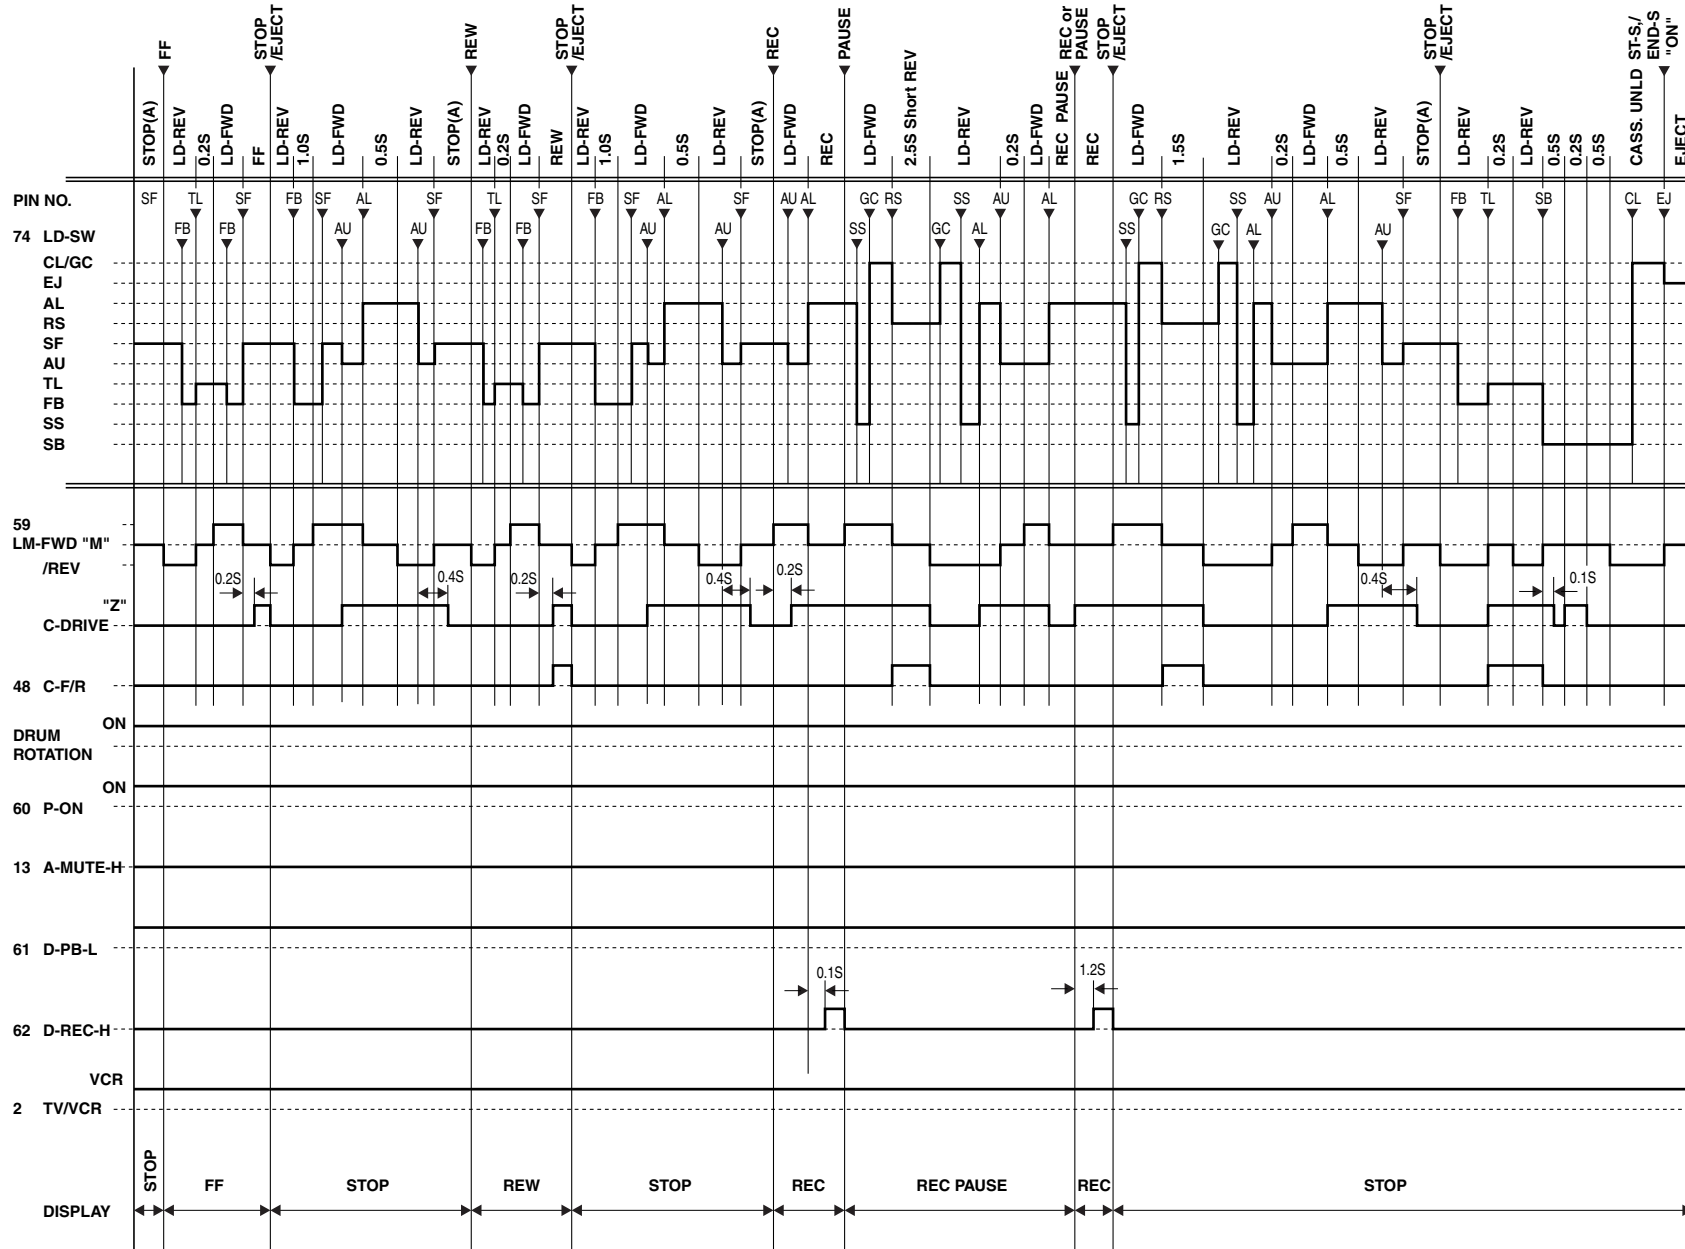 FF
STOP
/EJECT
REW
STOP
/EJECT
REC
PAUSE
REC or
PAUSE
STOP
/EJECT
STOP
/EJECT
ST-S,/
END-S
"ON"
STOP(A)
LD-REV
0.2S
LD-FWD
FF
LD-REV
1.0S
LD-FWD
0.5S
LD-REV
STOP(A)
LD-REV
0.2S
LD-FWD
REW
LD-REV
1.0S
LD-FWD
0.5S
LD-REV
STOP(A)
LD-FWD
REC
LD-FWD
2.5S Short REV
LD-REV
0.2S
LD-FWD
REC PAUSE
REC
LD-FWD
1.5S
LD-REV
0.2S
LD-FWD
0.5S
LD-REV
STOP(A)
LD-REV
0.2S
LD-REV
0.5S
0.2S
0.5S
CASS. UNLD
EJECT
PIN NO. SF TL SF FB SF AL SF TL SF FB SF AL SF AU AL GC RS SS AU AL GC RS SS AU AL SF FB TL SB CL EJ
74 LD-SW FB FB AU AU FB FB AU AU SS GC AL SS GC AL AU
CL/GC
EJ
AL
RS
SF
AU
TL
FB
SS
SB
59
LM-FWD "M"
/REV
0.2S 0.4S 0.2S 0.4S 0.2S 0.4S 0.1S
"Z"
C-DRIVE
48 C-F/R
ON
DRUM
ROTATION
ON
60 P-ON
13 A-MUTE-H
61 D-PB-L
0.1S 1.2S
62 D-REC-H
VCR
2 TV/VCR
STOP FF STOP REW STOP REC REC PAUSE REC STOP
DISPLAY